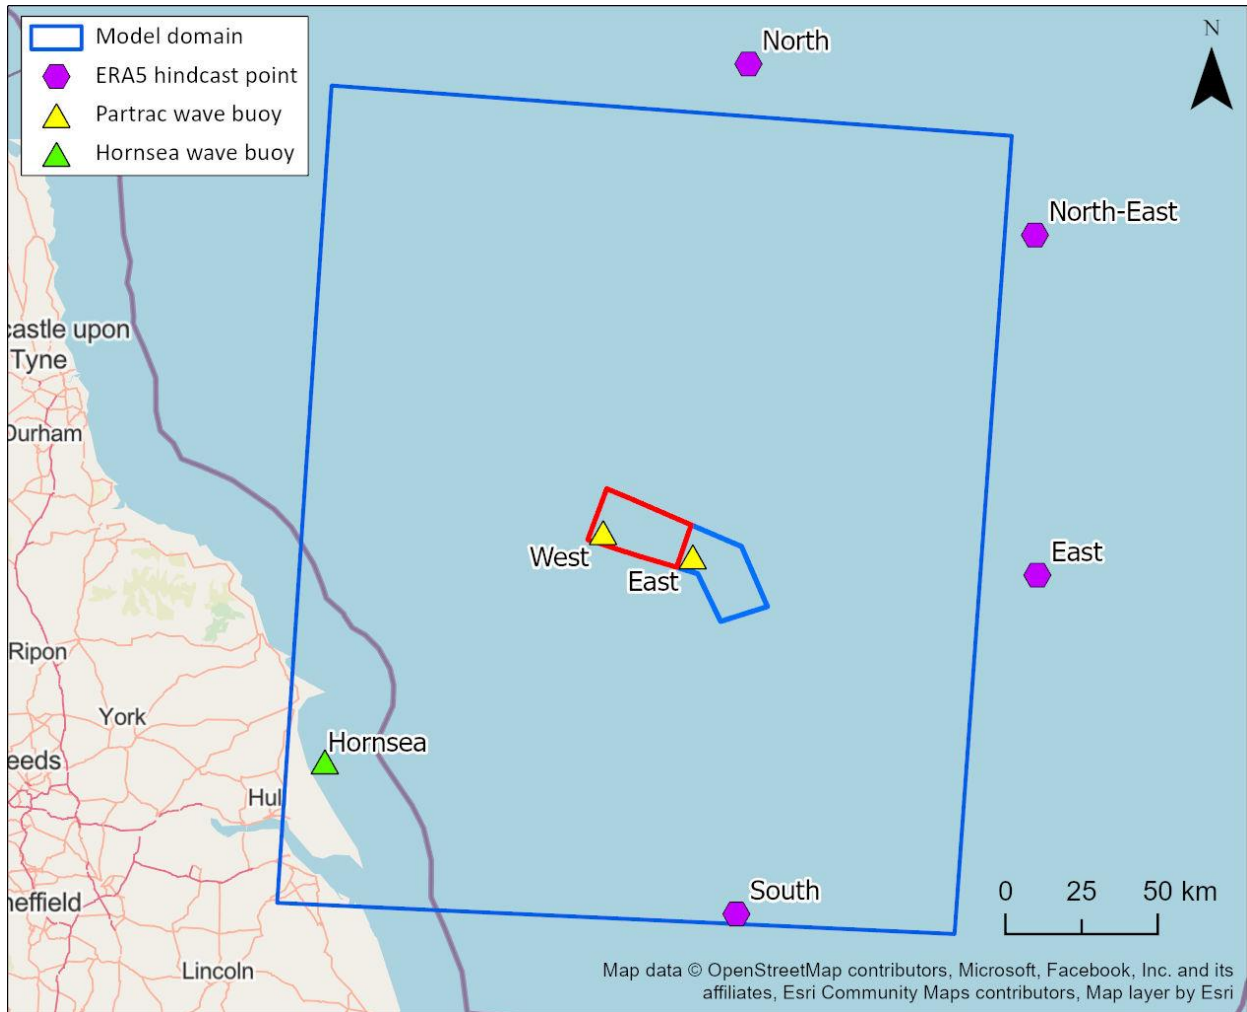 Model domain
ERA5 hindcast point
Partrac wave buoy
Hornsea wave buoy
North
N
North-East
castle upon
Tyne
Durham
East
West
East
Ripon
York
Hornsea
eeds
Hul
South
0 25 50 km
neffield
Lincoln
Map data © OpenStreetMap contributors, Microsoft, Facebook, Inc. and its
affiliates, Esri Community Maps contributors, Map layer by Esri